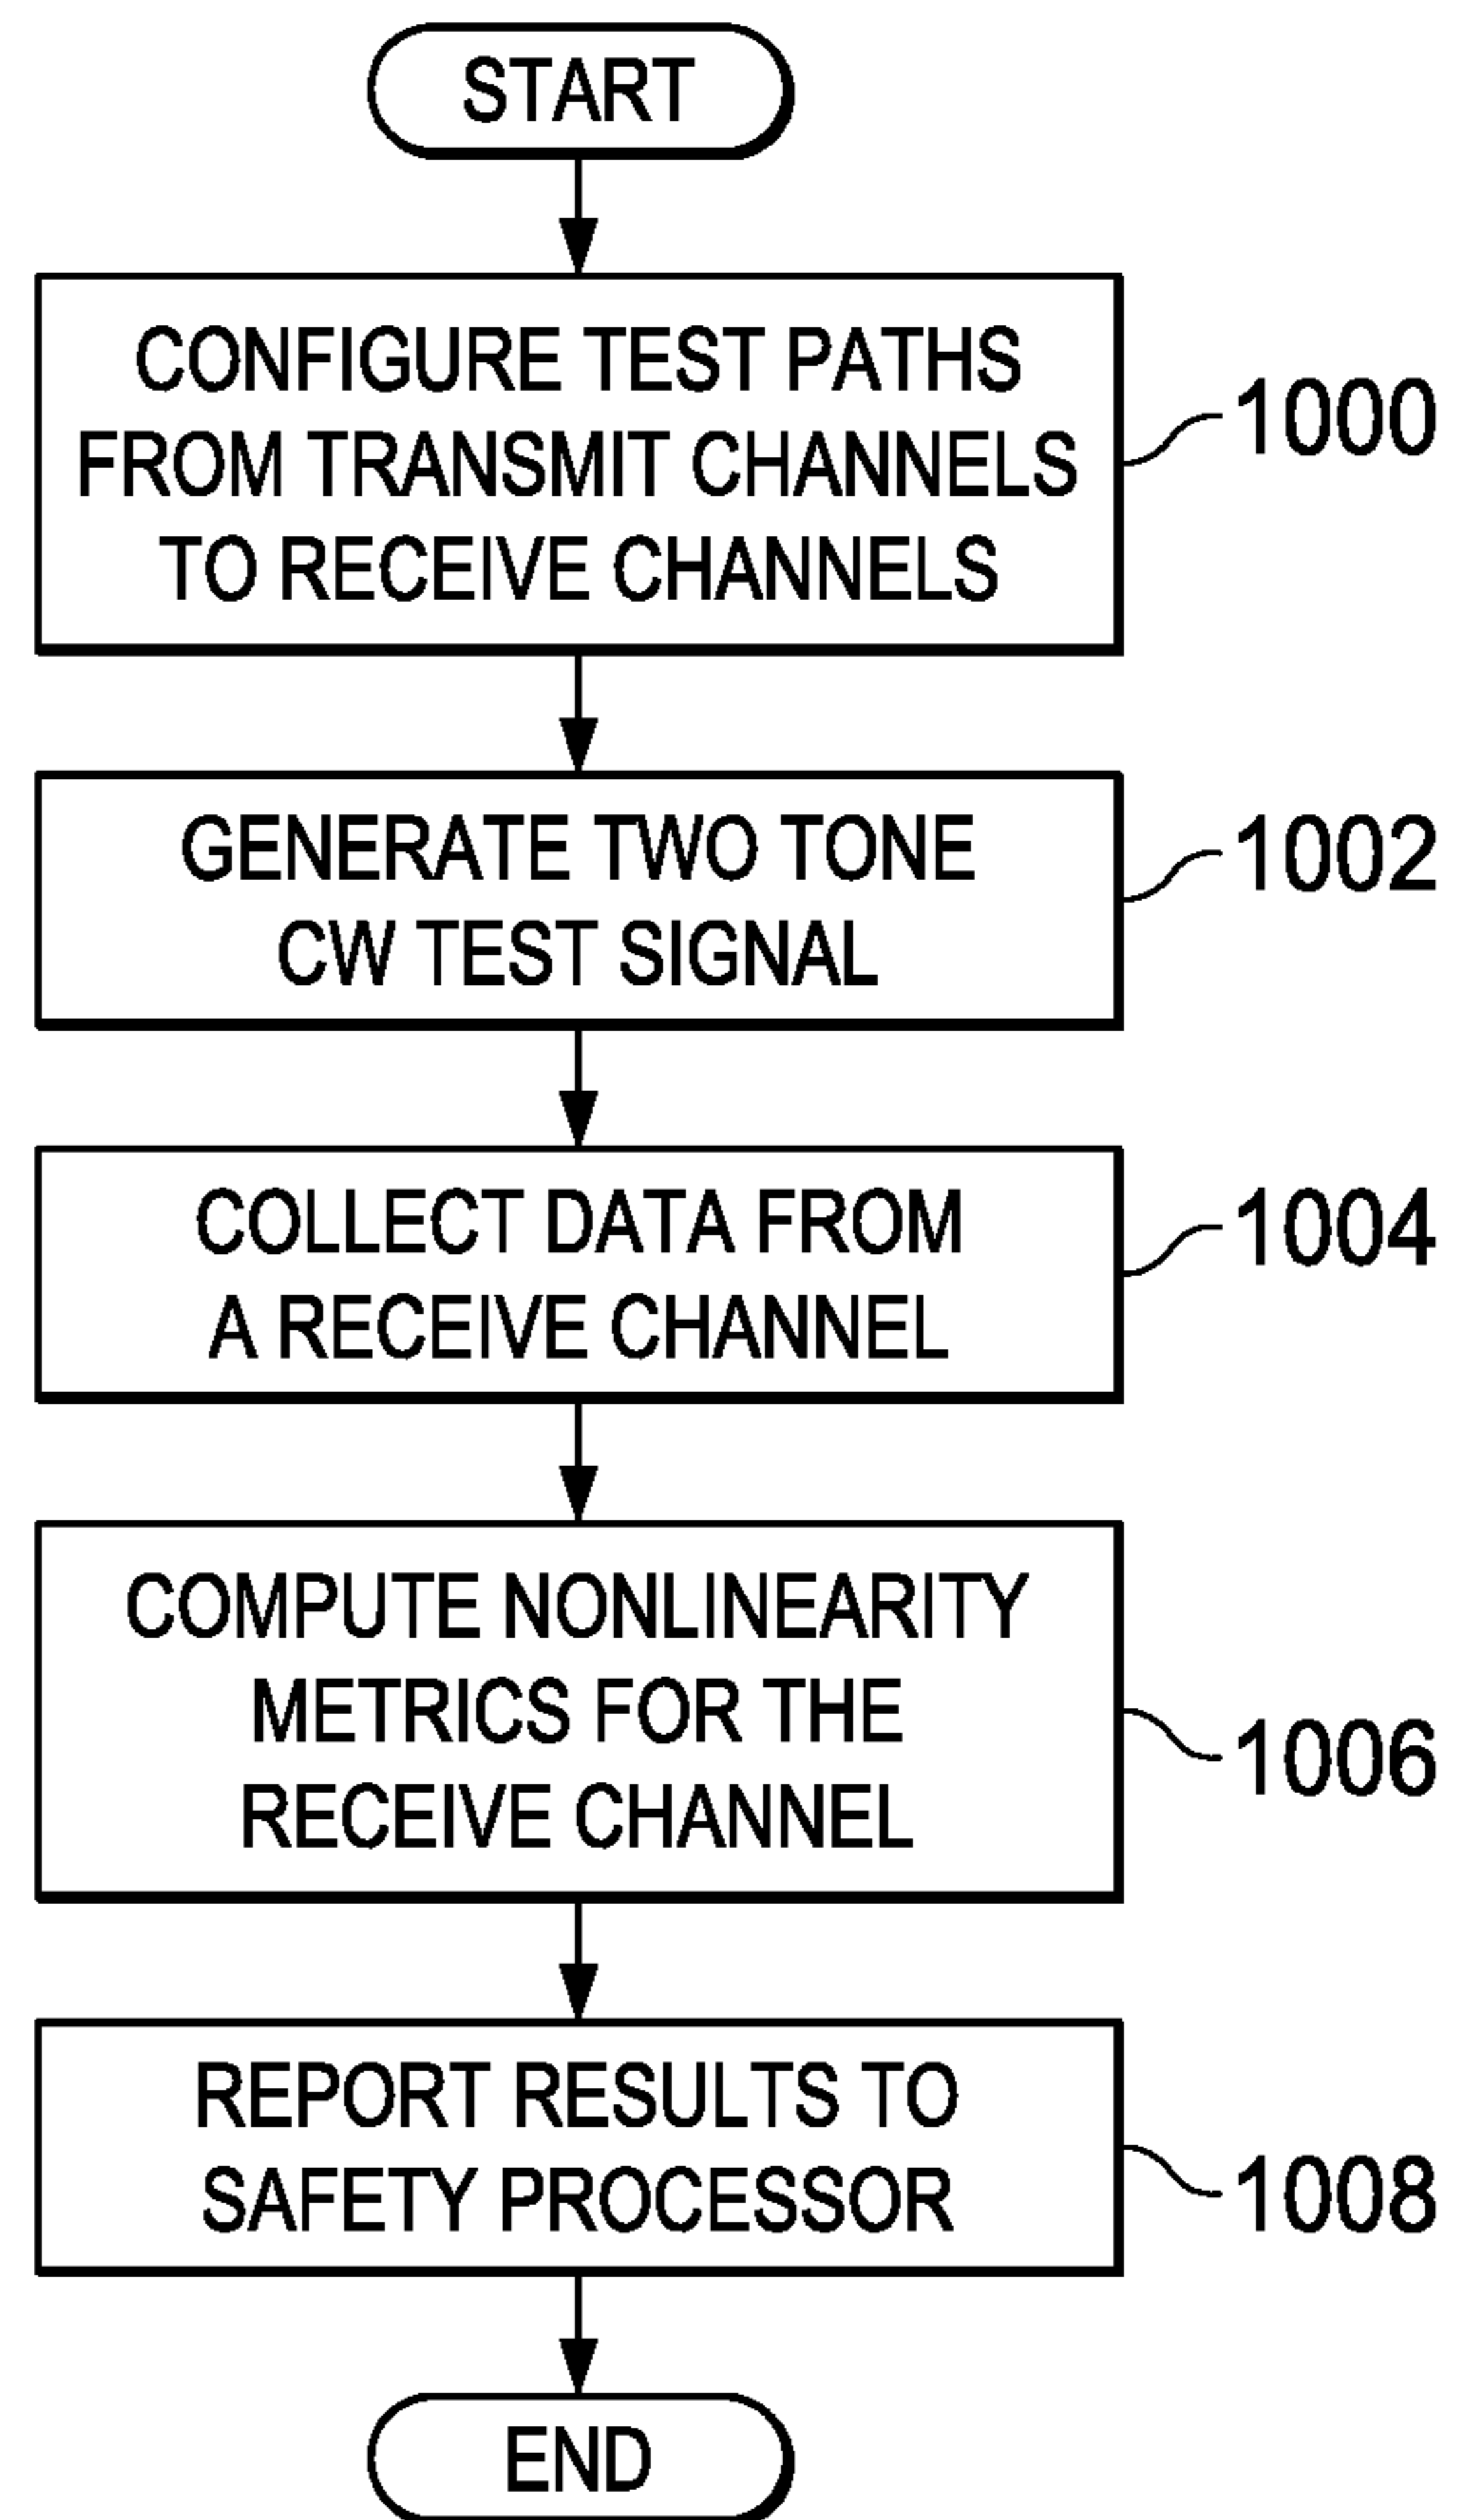 START
CONFIGURE TEST PATHS
FROM TRANSMIT CHANNELS
TO RECEIVE CHANNELS
1000
GENERATE TWO TONE
CW TEST SIGNAL
1002
COLLECT DATA FROM
A RECEIVE CHANNEL
1004
COMPUTE NONLINEARITY
METRICS FOR THE
RECEIVE CHANNEL
1006
REPORT RESULTS TO
SAFETY PROCESSOR
1008
END